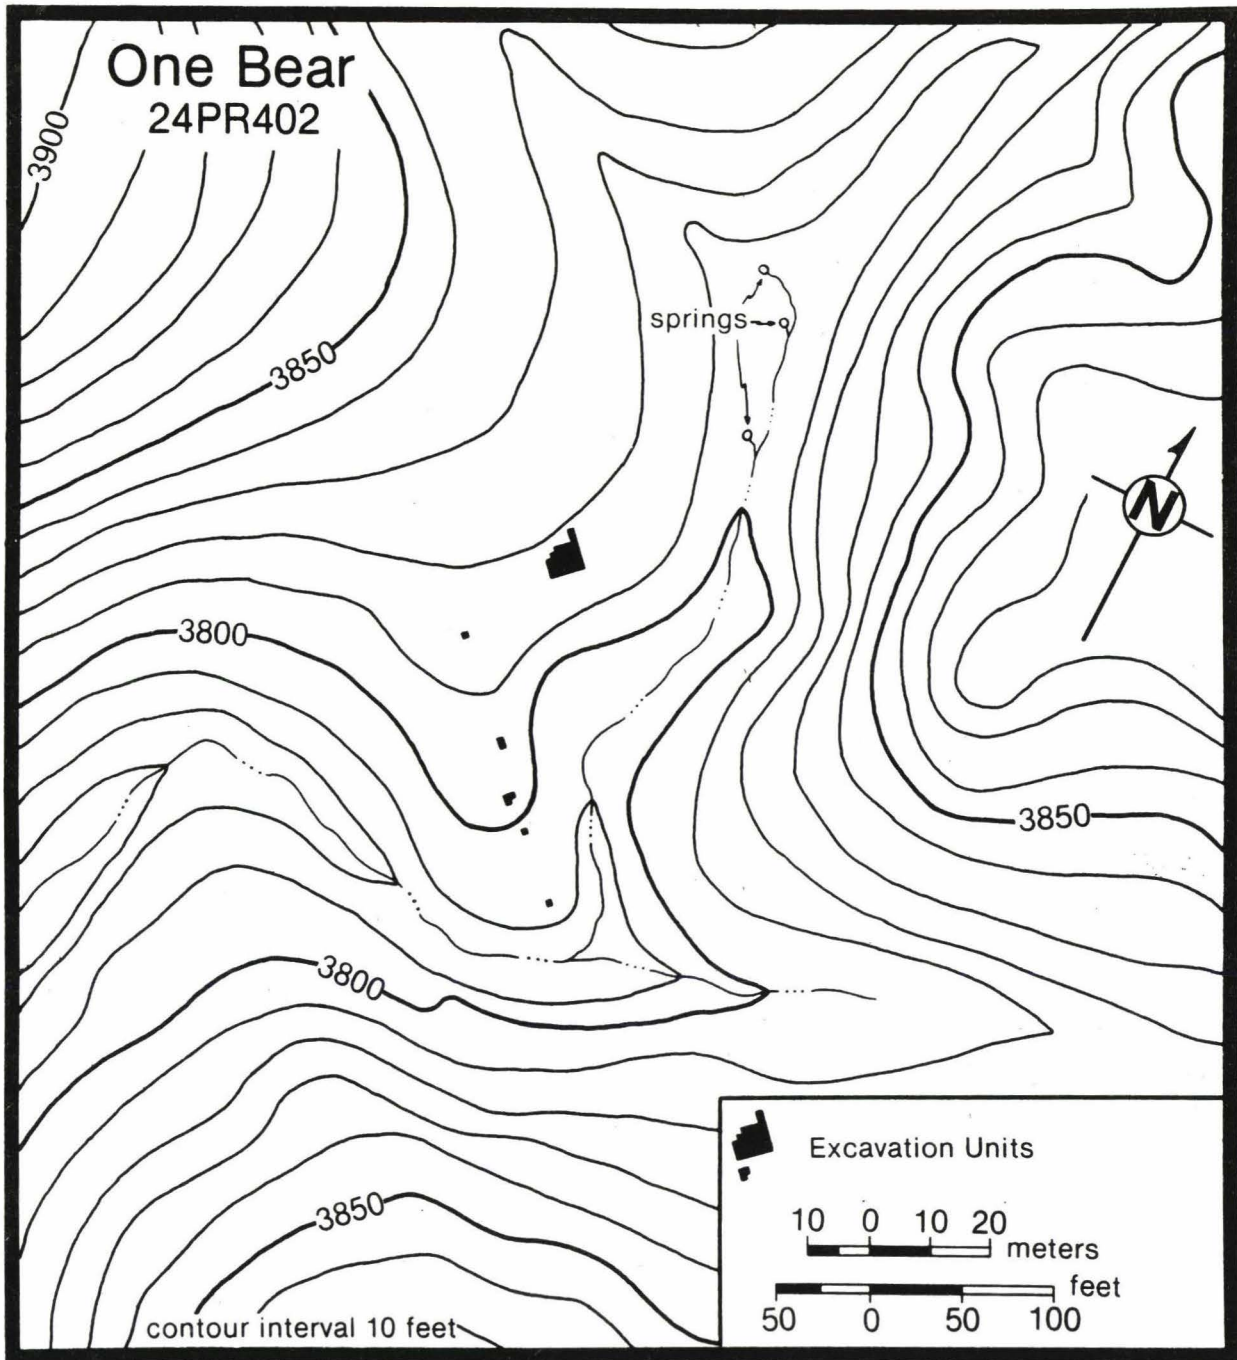 One Bear
24PR402
3900
3850
springs
N
3800
3850
3800
3850
contour interval 10 feet
Excavation Units
10 0 10 20
meters
feet
50 0 50 100